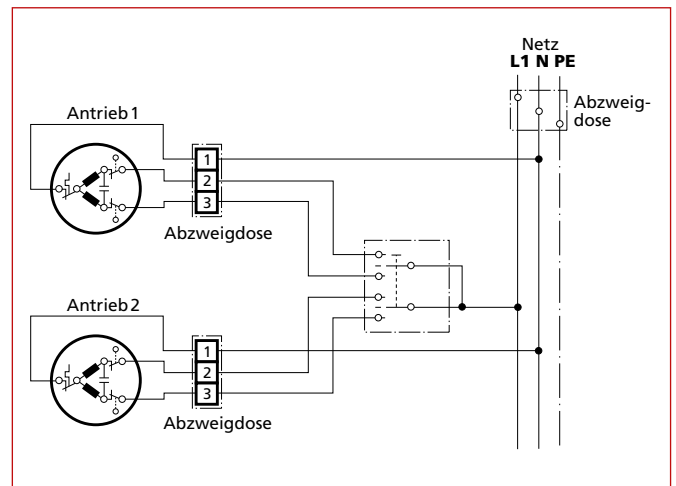 Netz
L1 N PE
Abzweig-
dose
Antrieb 1
1
2
3
Abzweigdose
Antrieb 2
1
2
3
Abzweigdose